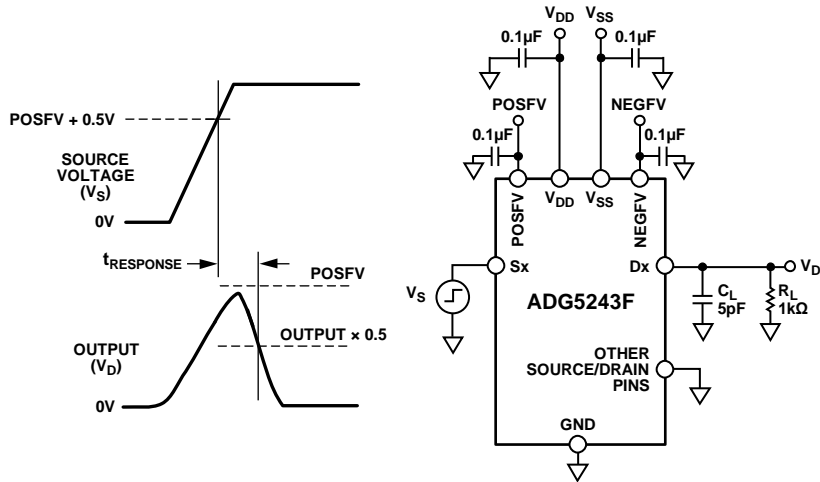 POSFV + 0.5V
SOURCE
VOLTAGE
(VS)
0V
tRESPONSE
POSFV
OUTPUT × 0.5
OUTPUT
(VD)
0V
VDD
VSS
0.1µF
0.1µF
POSFV
NEGFV
0.1µF
0.1µF
POSFV
VDD
VSS
NEGFV
VS
Sx
Dx
VD
ADG5243F
CL
5pF
RL
1kΩ
OTHER
SOURCE/DRAIN
PINS
GND